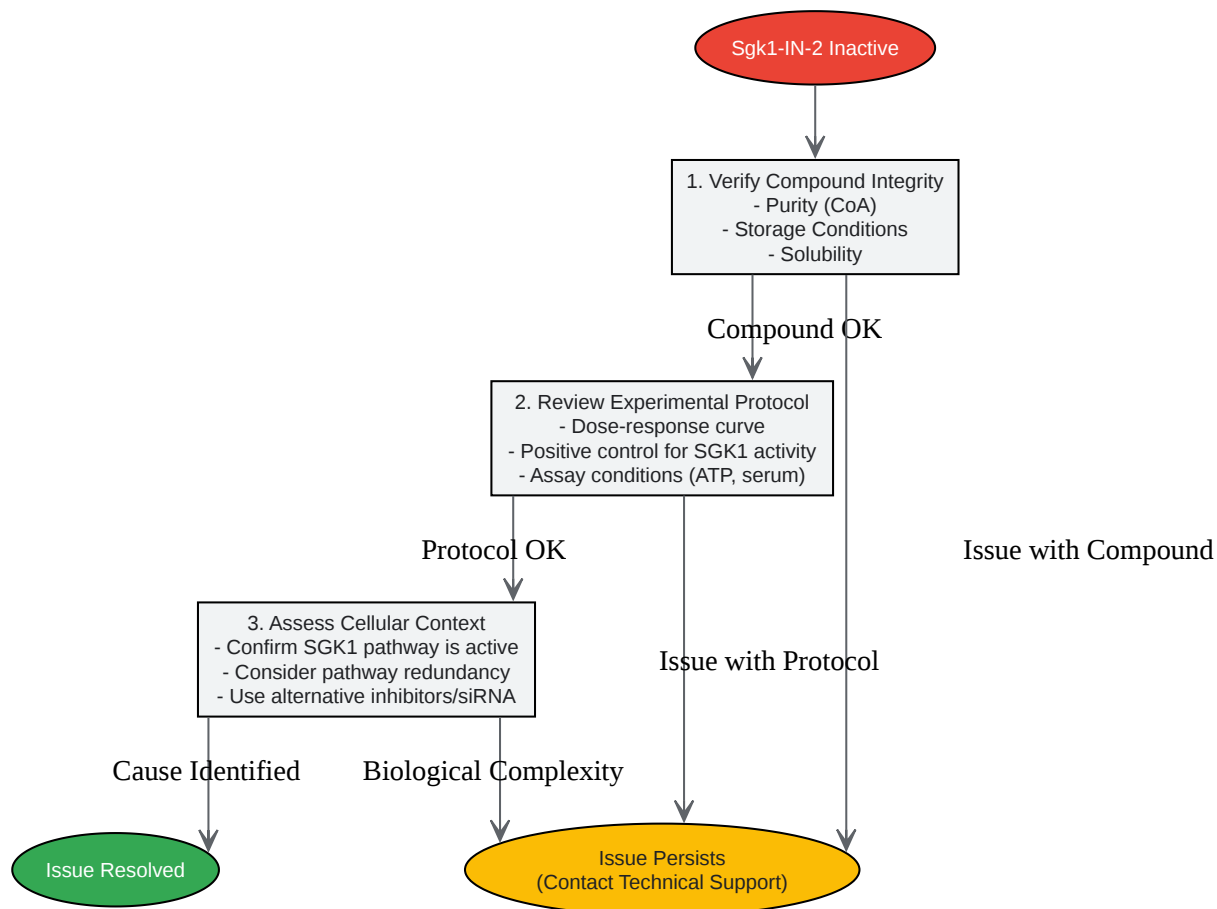 Sgk1-IN-2 Inactive
1. Verify Compound Integrity
- Purity (CoA)
- Storage Conditions
- Solubility
Compound OK
2. Review Experimental Protocol
- Dose-response curve
- Positive control for SGK1 activity
- Assay conditions (ATP, serum)
Protocol OK
Issue with Compound
3. Assess Cellular Context
- Confirm SGK1 pathway is active
- Consider pathway redundancy
- Use alternative inhibitors/siRNA
Issue with Protocol
Cause Identified
Biological Complexity
Issue Resolved
Issue Persists
(Contact Technical Support)